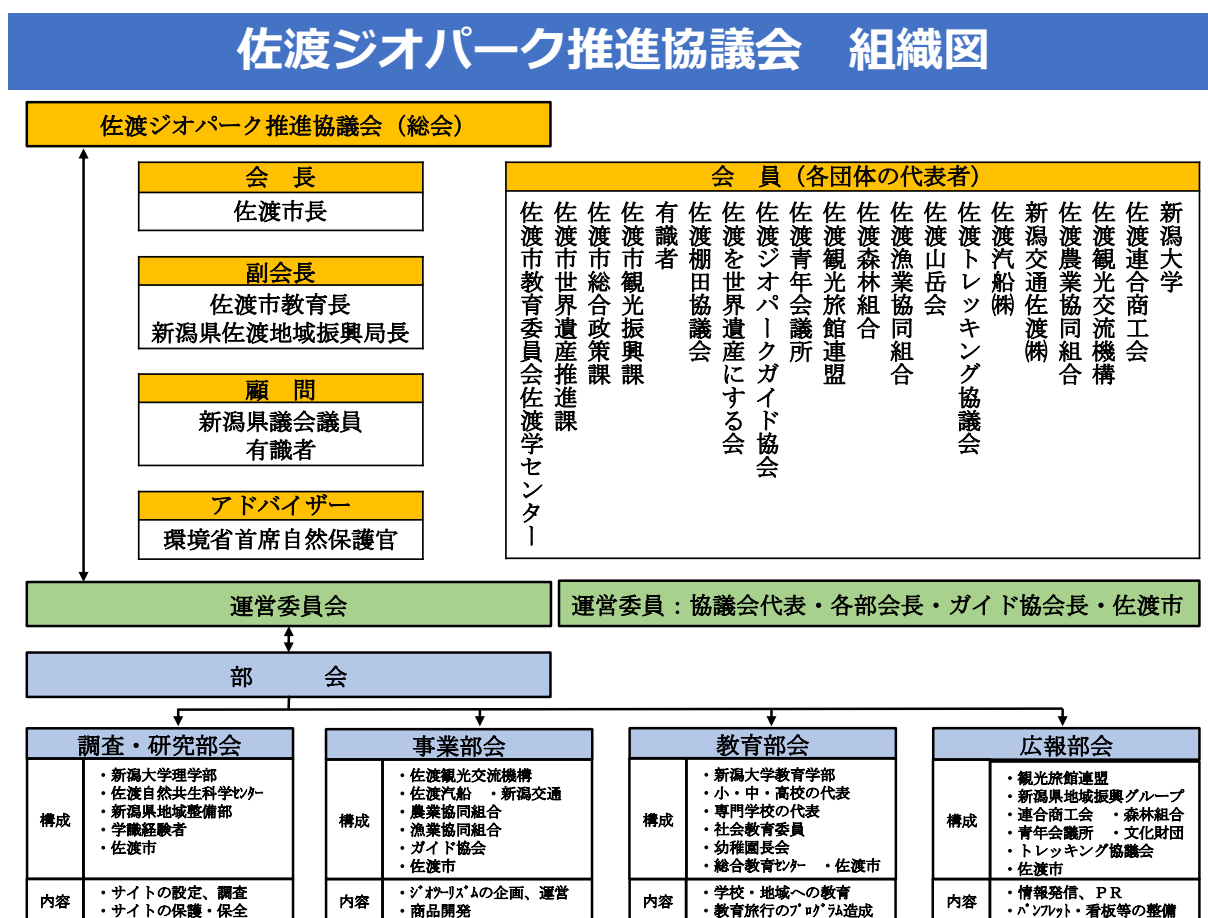 佐渡ジオパーク推進協議会　組織図
佐渡ジオパーク推進協議会（総会）
会　長
佐渡市長
副会長
佐渡市教育長
新潟県佐渡地域振興局長
顧　問
新潟県議会議員
有識者
アドバイザー
環境省首席自然保護官
会　員（各団体の代表者）
新潟大学
佐渡連合商工会
佐渡観光交流機構
佐渡農業協同組合
新潟交通佐渡㈱
佐渡汽船㈱
佐渡トレッキング協議会
佐渡山岳会
佐渡漁業協同組合
佐渡森林組合
佐渡観光旅館連盟
佐渡青年会議所
佐渡ジオパークガイド協会
佐渡を世界遺産にする会
佐渡棚田協議会
有識者
佐渡市観光振興課
佐渡市総合政策課
佐渡市世界遺産推進課
佐渡市教育委員会佐渡学センター
運営委員会
運営委員：協議会代表・各部会長・ガイド協会長・佐渡市
部　　会
調査・研究部会
構成
・新潟大学理学部
・佐渡自然共生科学ｾﾝﾀｰ
・新潟県地域整備部
・学識経験者
・佐渡市
内容
・サイトの設定、調査
・サイトの保護・保全
事業部会
構成
・佐渡観光交流機構
・佐渡汽船　・新潟交通
・農業協同組合
・漁業協同組合
・ガイド協会
・佐渡市
内容
・ｼﾞｵﾂｰﾘｽﾞﾑの企画、運営
・商品開発
教育部会
構成
・新潟大学教育学部
・小・中・高校の代表
・専門学校の代表
・社会教育委員
・幼稚園長会
・総合教育ｾﾝﾀｰ　・佐渡市
内容
・学校・地域への教育
・教育旅行のﾌﾟﾛｸﾞﾗﾑ造成
広報部会
構成
・観光旅館連盟
・新潟県地域振興グループ
・連合商工会　・森林組合
・青年会議所　・文化財団
・トレッキング協議会
・佐渡市
内容
・情報発信、ＰＲ
・ﾊﾟﾝﾌﾚｯﾄ・看板等の整備